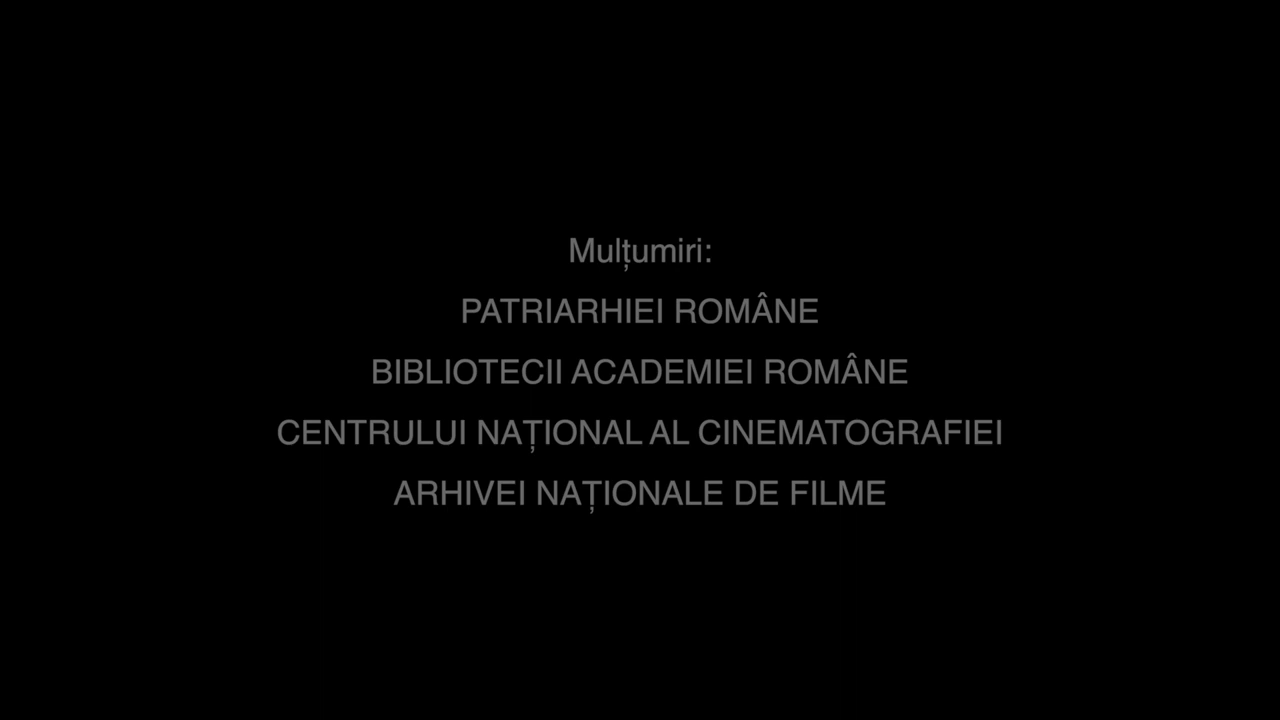 Mulțumiri:
PATRIARHIEI ROMÂNE
BIBLIOTECII ACADEMIEI ROMÂNE
CENTRULUI NAȚIONAL AL CINEMATOGRAFIEI
ARHIVEI NAȚIONALE DE FILME